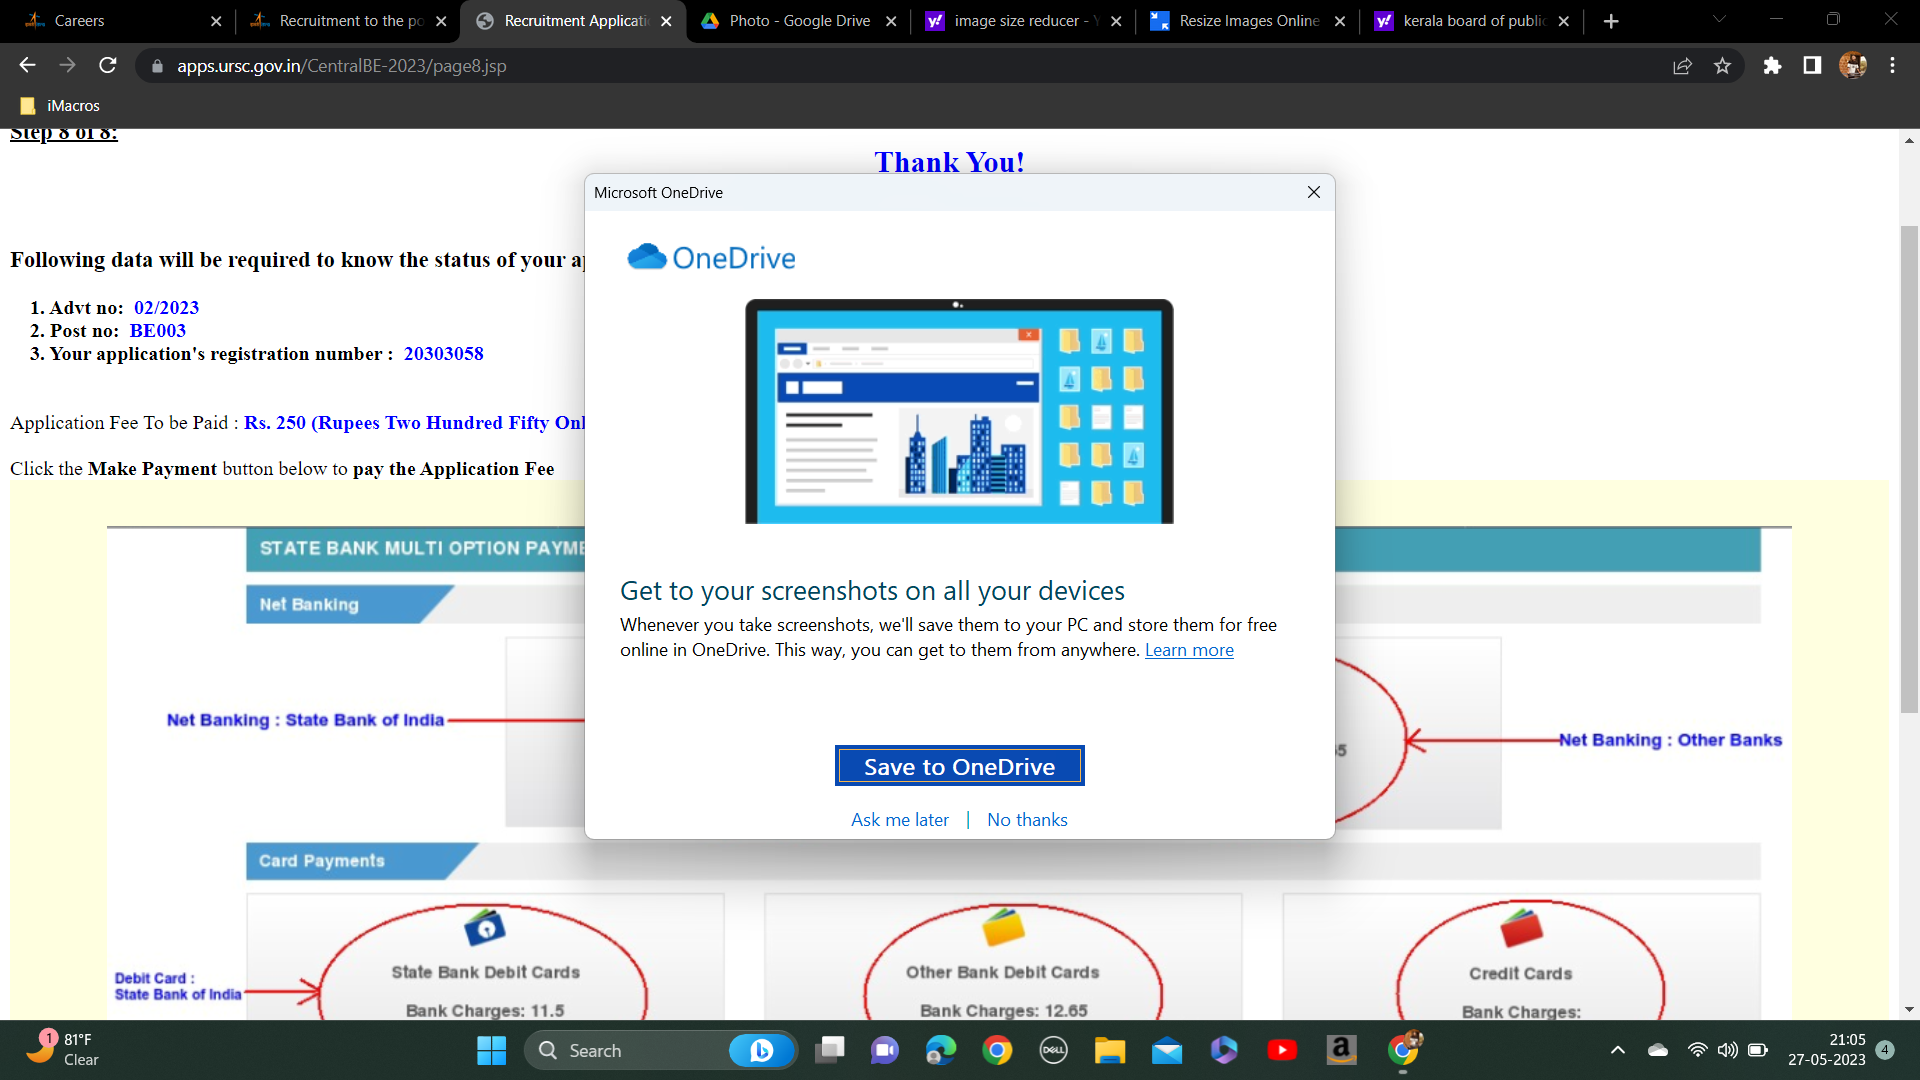 Careers
Recruitment to the po
Recruitment Applicati
Photo - Google Drive
image size reducer - Y
Resize Images Online
kerala board of public
apps.ursc.gov.in/CentralBE-2023/page8.jsp
iMacros
Step 8 of 8:
Thank You!
Microsoft OneDrive
OneDrive
Following data will be required to know the status of your a
1. Advt no: 02/2023
2. Post no: BE003
3. Your application's registration number : 20303058
Application Fee To be Paid : Rs. 250 (Rupees Two Hundred Fifty Onl
Click the Make Payment button below to pay the Application Fee
STATE BANK MULTI OPTION PAYME
Net Banking
Get to your screenshots on all your devices
Whenever you take screenshots, we'll save them to your PC and store them for free
online in OneDrive. This way, you can get to them from anywhere. Learn more
Net Banking : State Bank of India
Net Banking : Other Banks
Save to OneDrive
Ask me later | No thanks
Card Payments
Debit Card :
State Bank of India
State Bank Debit Cards
Bank Charges: 11.5
Other Bank Debit Cards
Bank Charges: 12.65
Credit Cards
Bank Charges:
1
81°F
Clear
Search
DELL
a
21:05
27-05-2023
4